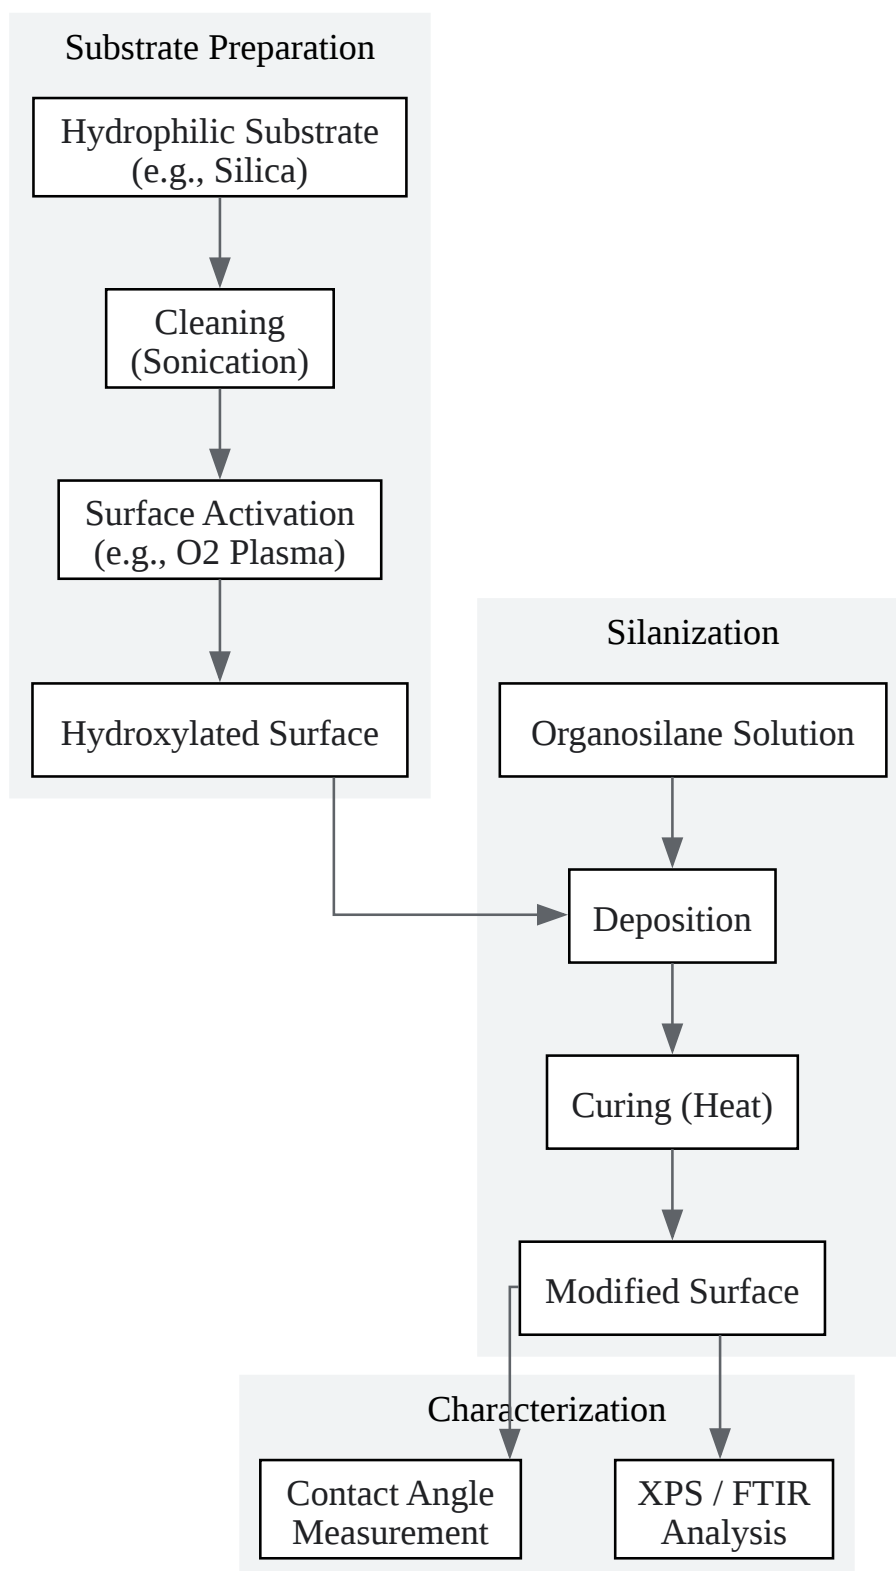 Substrate Preparation
Hydrophilic Substrate
(e.g., Silica)
Cleaning
(Sonication)
Surface Activation
(e.g., O2 Plasma)
Hydroxylated Surface
Silanization
Organosilane Solution
Deposition
Curing (Heat)
Modified Surface
Characterization
Contact Angle
Measurement
XPS / FTIR
Analysis